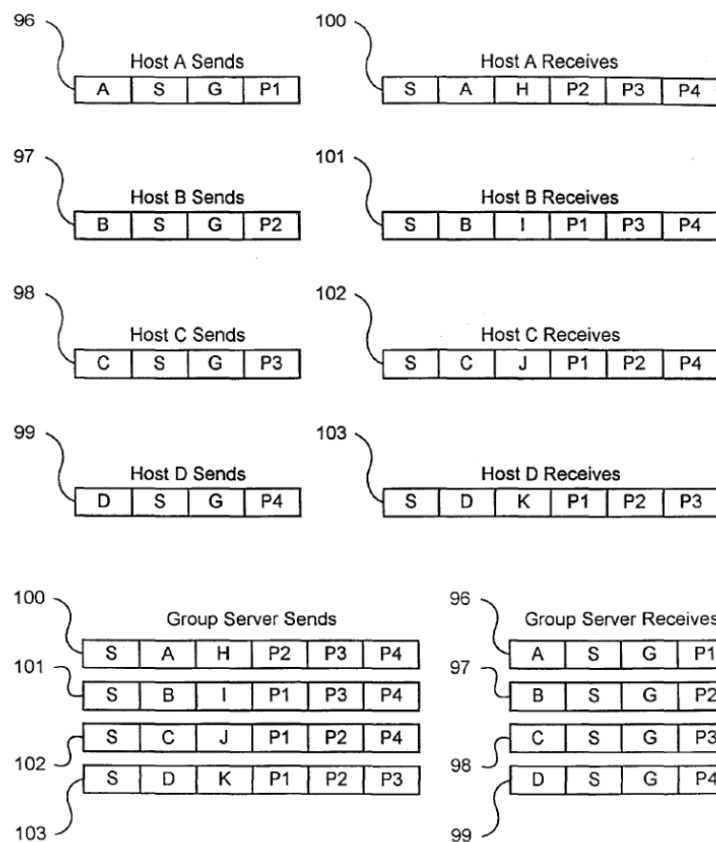 96
Host A Sends
A S G P1
100
Host A Receives
S A H P2 P3 P4
97
Host B Sends
B S G P2
101
Host B Receives
S B I P1 P3 P4
98
Host C Sends
C S G P3
102
Host C Receives
S C J P1 P2 P4
99
Host D Sends
D S G P4
103
Host D Receives
S D K P1 P2 P3
100
Group Server Sends
S A H P2 P3 P4
101
S B I P1 P3 P4
S C J P1 P2 P4
102
S D K P1 P2 P3
103
96
Group Server Receives
A S G P1
97
B S G P2
C S G P3
98
D S G P4
99